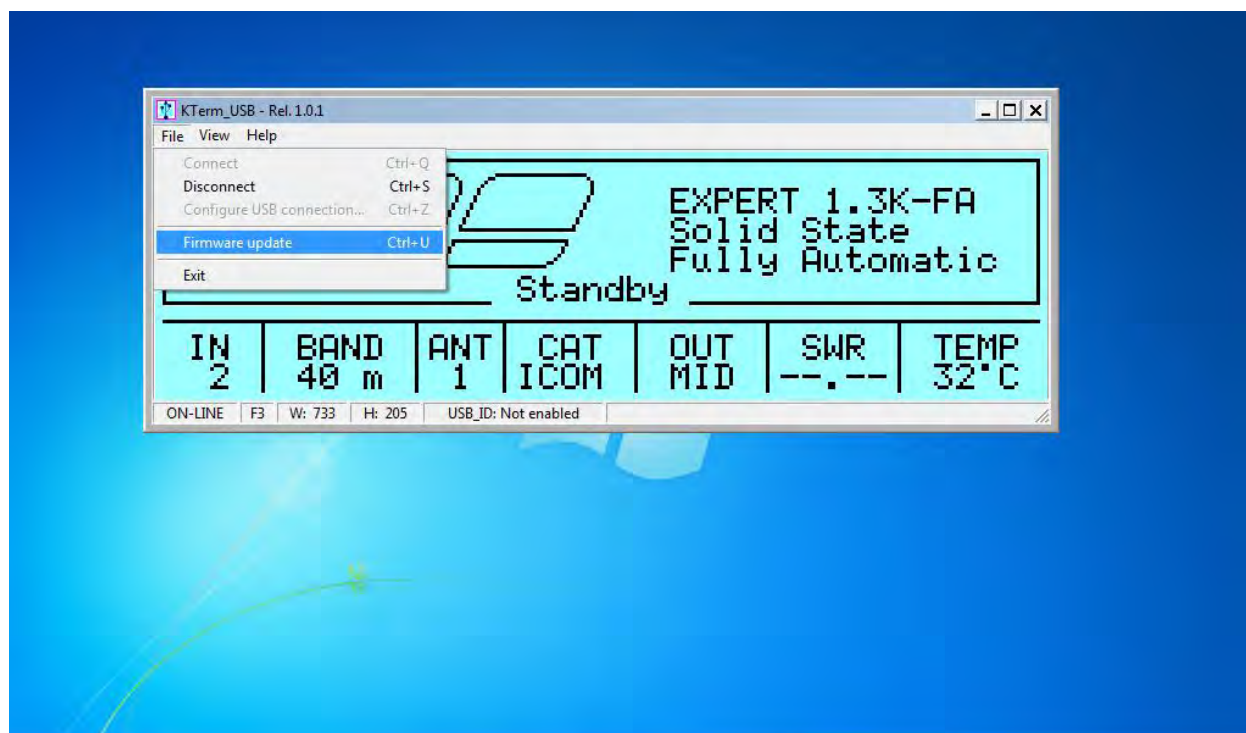 KTerm_USB - Rel. 1.0.1
File View Help
Connect Ctrl+Q
Disconnect Ctrl+S
Configure USB connection... Ctrl+Z
Firmware update Ctrl+U
Exit
EXPERT 1.3K-FA
Solid State
Fully Automatic
Standby
IN BAND ANT CAT OUT SWR TEMP
2 40 m 1 ICOM MID --.-- 32°C
ON-LINE F3 W: 733 H: 205 USB_ID: Not enabled